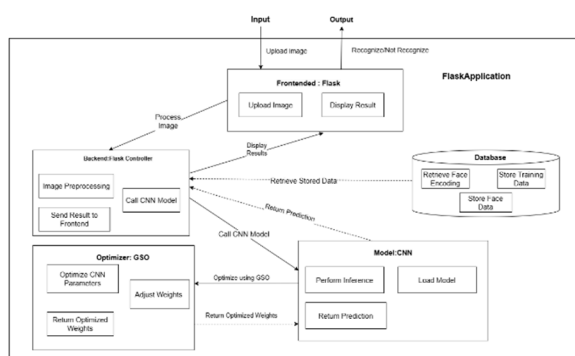 Input
Output
Upload Image
Recognize/Not Recognize
FlaskApplication
Frontended : Flask
Upload Image
Display Result
Process
Image
Display
Results
Backend:Flask Controller
Image Preprocessing
Call CNN Model
Send Result to
Frontend
Database
Retrieve Face
Encoding
Store Training
Data
Store Face
Data
Retrieve Stored Data
Return Prediction
Call CNN Model
Optimizer: GSO
Optimize CNN
Parameters
Adjust Weights
Return Optimized
Weights
Optimize using GSO
Return Optimized Weights
Model:CNN
Perform Inference
Load Model
Return Prediction